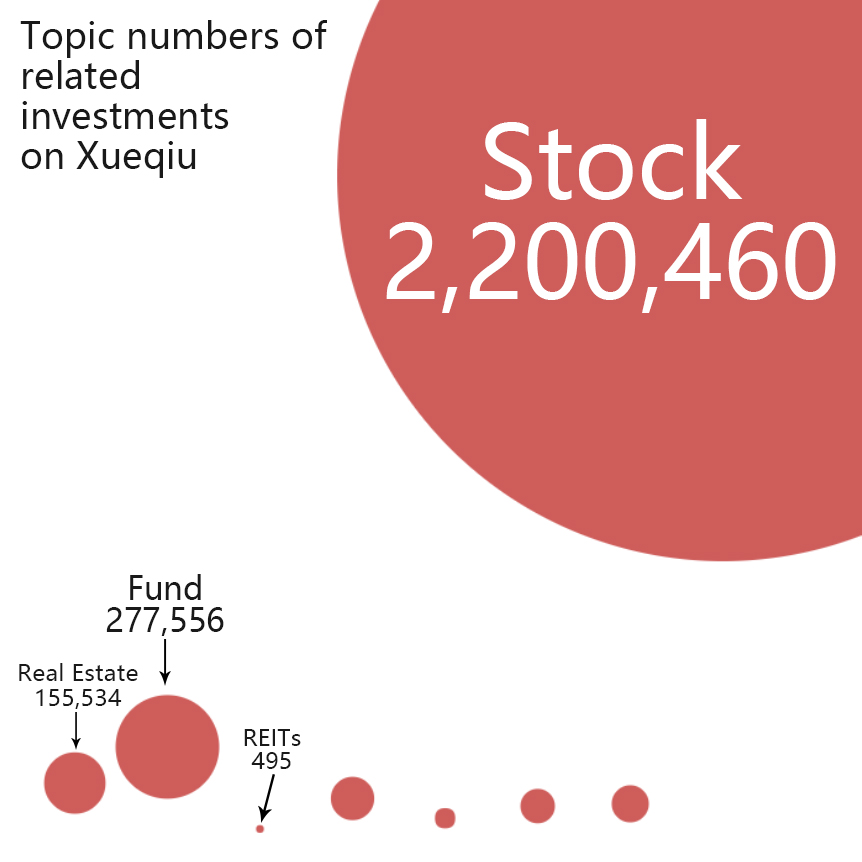 Topic numbers of
related
investments
on Xueqiu
Stock
2,200,460
Fund
277,556
Real Estate
155,534
REITs
495